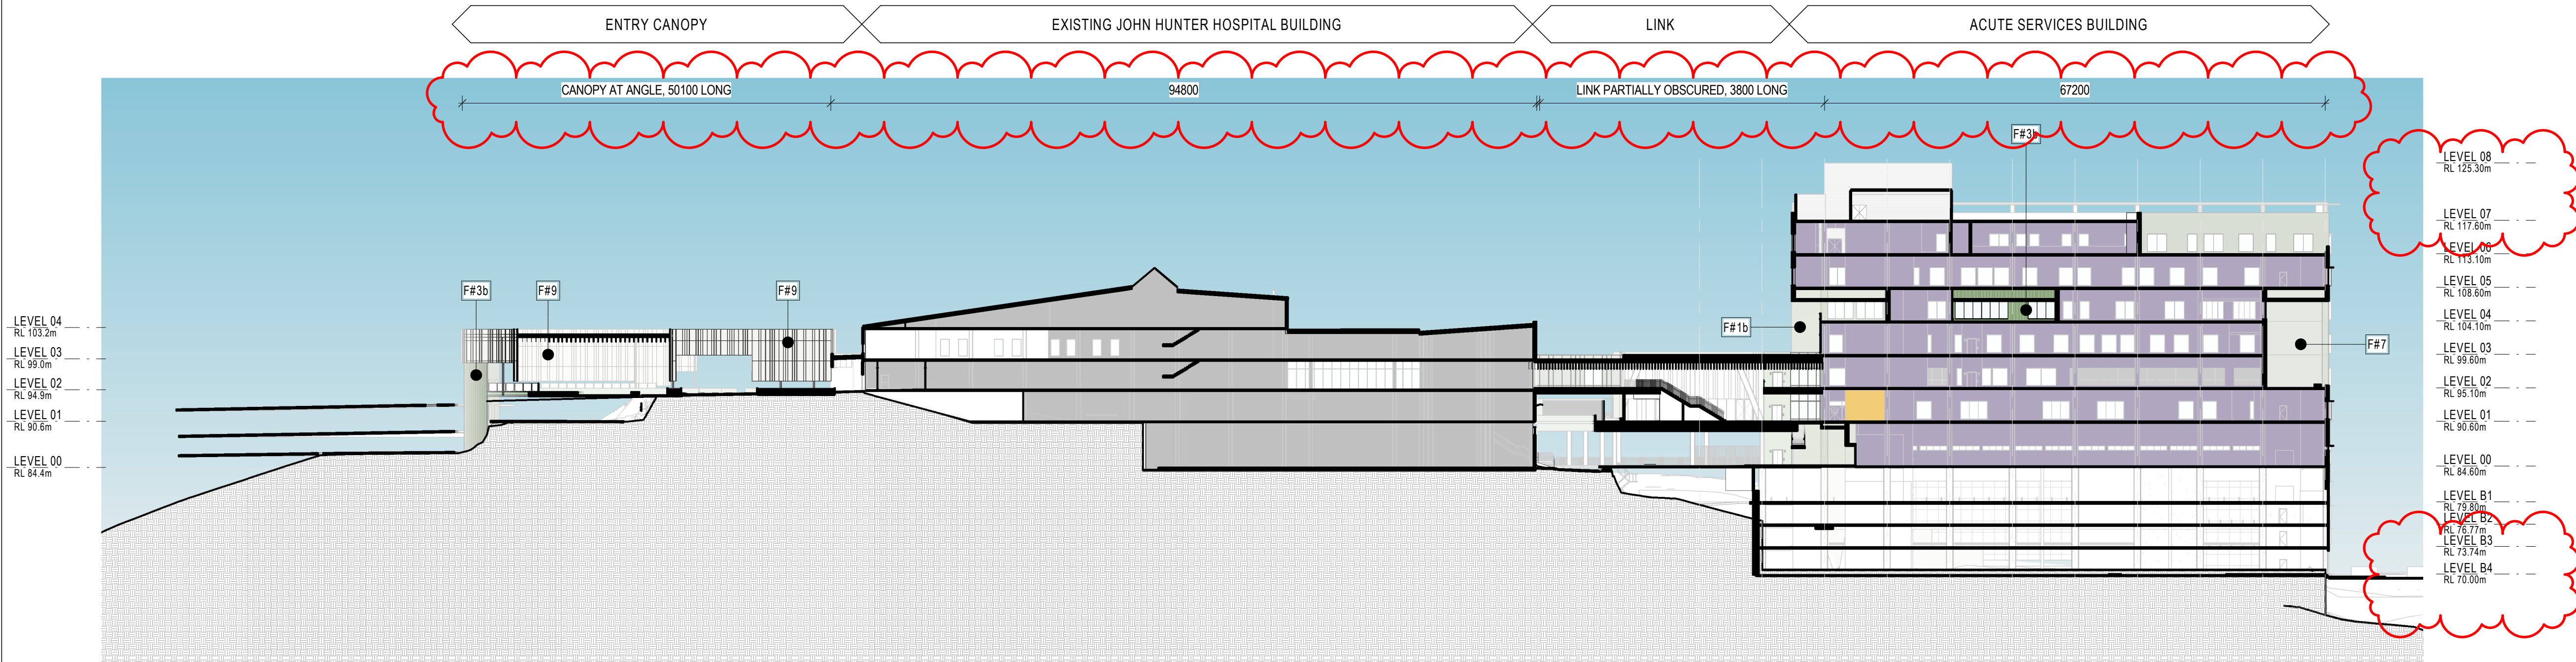 ENTRY CANOPY
EXISTING JOHN HUNTER HOSPITAL BUILDING
LINK
ACUTE SERVICES BUILDING
CANOPY AT ANGLE, 50100 LONG
94800
LINK PARTIALLY OBSCURED, 3800 LONG
67200
F#3b
F#3b
F#9
F#9
F#1b
F#7
LEVEL 04
RL 103.2m
LEVEL 03
RL 99.0m
LEVEL 02
RL 94.9m
LEVEL 01
RL 90.6m
LEVEL 00
RL 84.4m
LEVEL 08
RL 125.30m
LEVEL 07
RL 117.60m
LEVEL 06
RL 113.10m
LEVEL 05
RL 108.60m
LEVEL 04
RL 104.10m
LEVEL 03
RL 99.60m
LEVEL 02
RL 95.10m
LEVEL 01
RL 90.60m
LEVEL 00
RL 84.60m
LEVEL B1
RL 79.80m
LEVEL B2
RL 76.77m
LEVEL B3
RL 73.74m
LEVEL B4
RL 70.00m